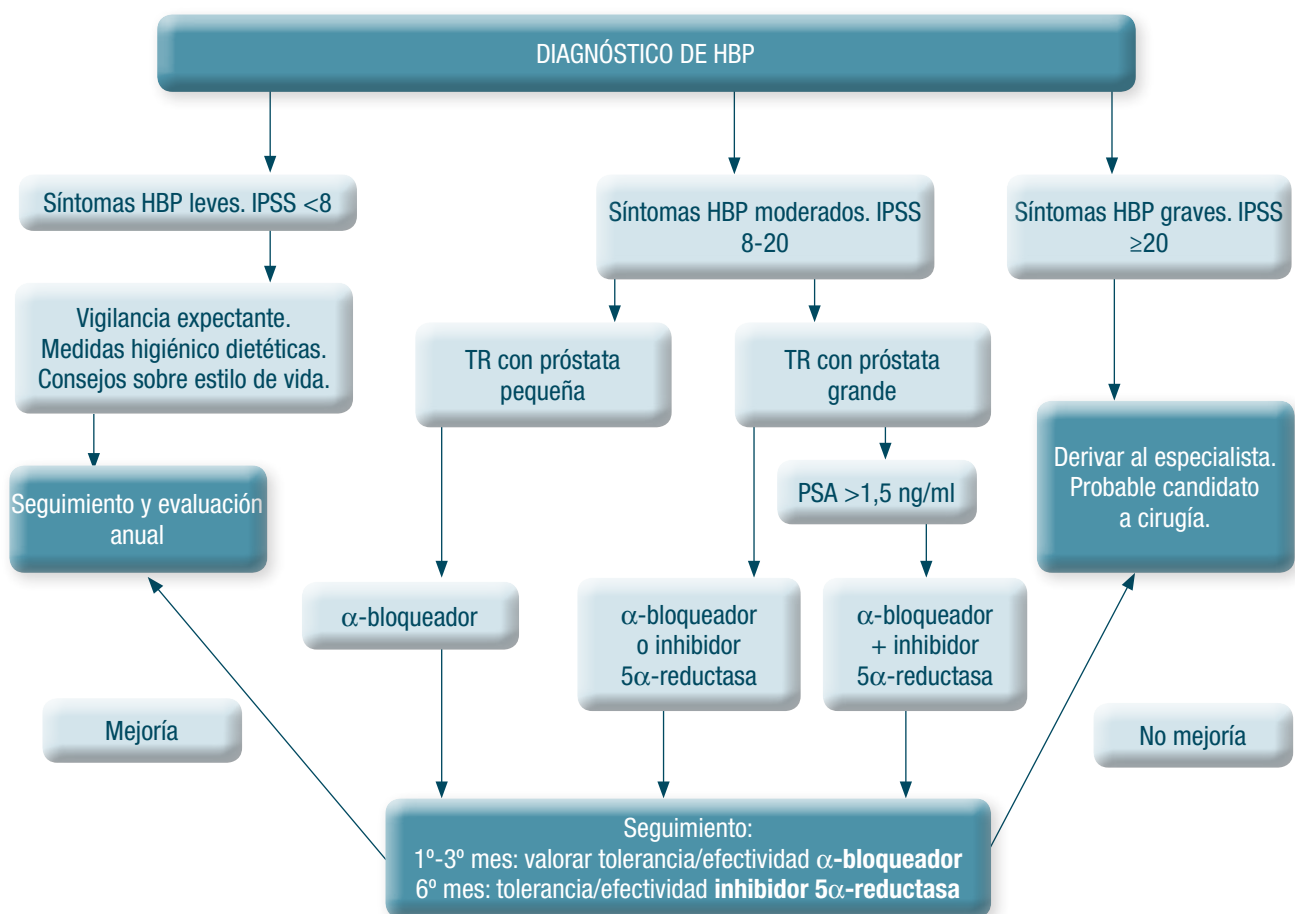 DIAGNÓSTICO DE HBP
Síntomas HBP leves. IPSS <8
Síntomas HBP moderados. IPSS
8-20
Síntomas HBP graves. IPSS
≥20
Vigilancia expectante.
Medidas higiénico dietéticas.
Consejos sobre estilo de vida.
TR con próstata
pequeña
TR con próstata
grande
Derivar al especialista.
Probable candidato
a cirugía.
Seguimiento y evaluación
anual
PSA >1,5 ng/ml
α-bloqueador
α-bloqueador
o inhibidor
5α-reductasa
α-bloqueador
+ inhibidor
5α-reductasa
Mejoría
No mejoría
Seguimiento:
1º-3º mes: valorar tolerancia/efectividad α-bloqueador
6º mes: tolerancia/efectividad inhibidor 5α-reductasa